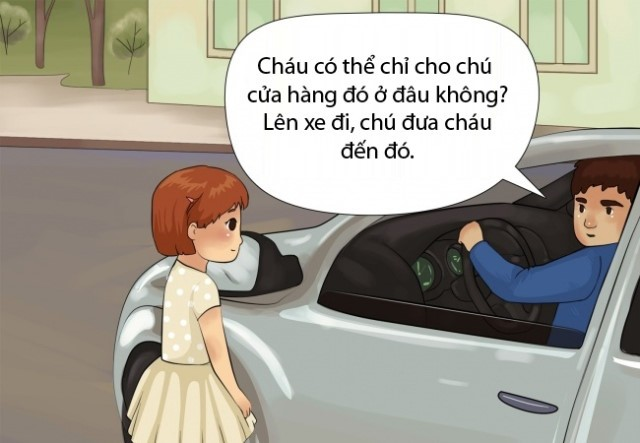 Cháu có thể chỉ cho chú
cửa hàng đó ở đâu không?
Lên xe đi, chú đưa cháu
đến đó.